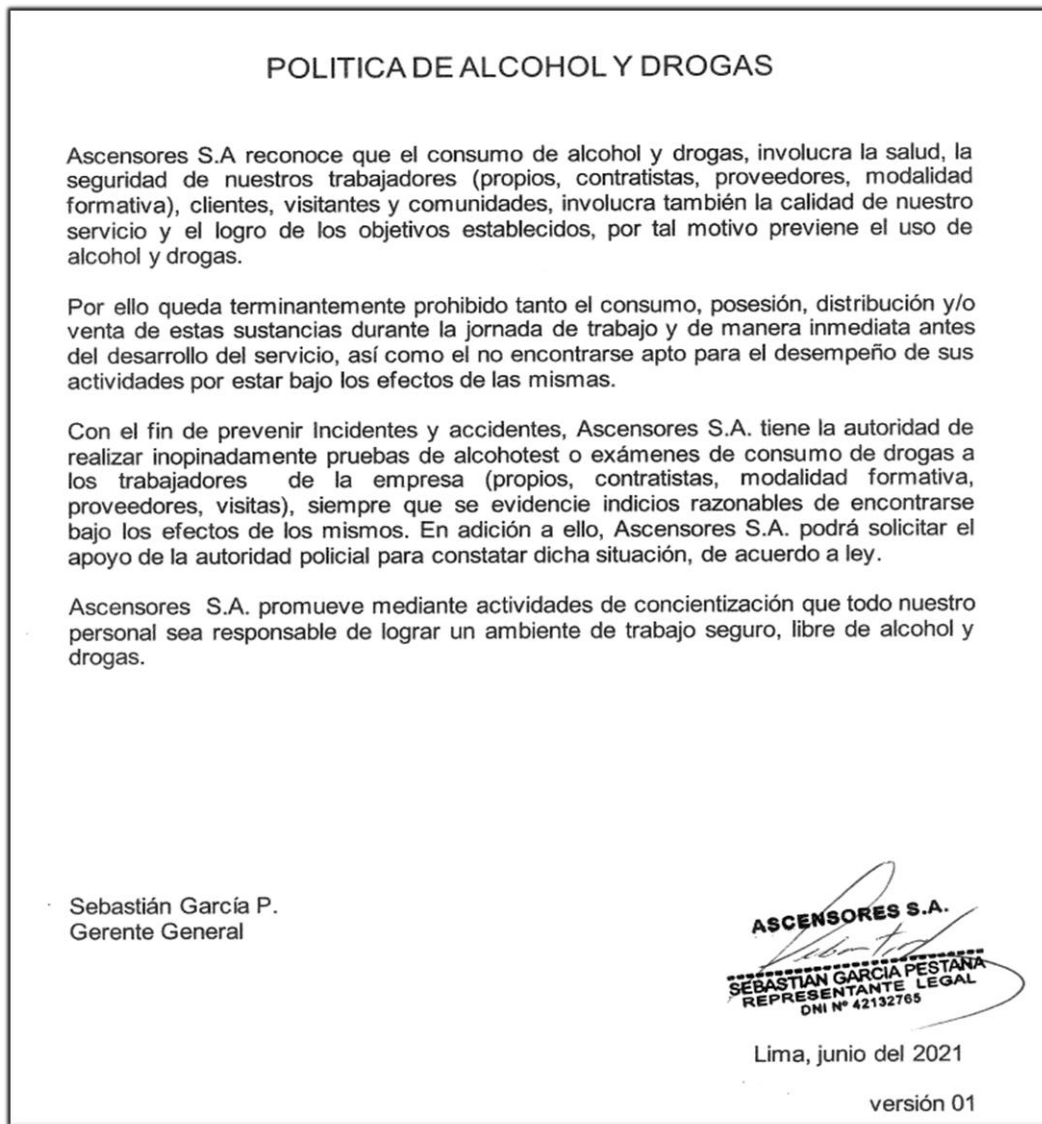 POLITICA DE ALCOHOL Y DROGAS
Ascensores S.A reconoce que el consumo de alcohol y drogas, involucra la salud, la
seguridad de nuestros trabajadores (propios, contratistas, proveedores, modalidad
formativa), clientes, visitantes y comunidades, involucra también la calidad de nuestro
servicio y el logro de los objetivos establecidos, por tal motivo previene el uso de
alcohol y drogas.
Por ello queda terminantemente prohibido tanto el consumo, posesión, distribución y/o
venta de estas sustancias durante la jornada de trabajo y de manera inmediata antes
del desarrollo del servicio, así como el no encontrarse apto para el desempeño de sus
actividades por estar bajo los efectos de las mismas.
Con el fin de prevenir Incidentes y accidentes, Ascensores S.A. tiene la autoridad de
realizar inopinadamente pruebas de alcohotest o exámenes de consumo de drogas a
los trabajadores de la empresa (propios, contratistas, modalidad formativa,
proveedores, visitas), siempre que se evidencie indicios razonables de encontrarse
bajo los efectos de los mismos. En adición a ello, Ascensores S.A. podrá solicitar el
apoyo de la autoridad policial para constatar dicha situación, de acuerdo a ley.
Ascensores S.A. promueve mediante actividades de concientización que todo nuestro
personal sea responsable de lograr un ambiente de trabajo seguro, libre de alcohol y
drogas.
Sebastián García P.
Gerente General
ASCENSORES S.A.
SEBASTIAN GARCIA PESTANA
REPRESENTANTE LEGAL
DNI Nº 42132765
Lima, junio del 2021
versión 01